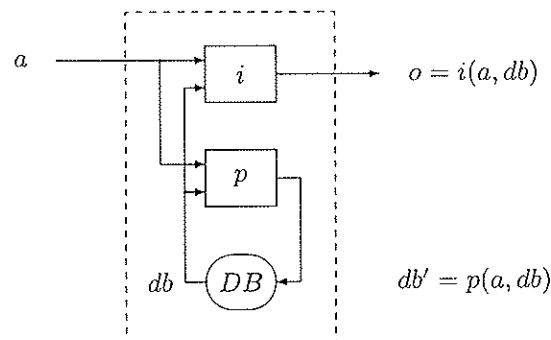 a
i
o = i(a, db)
p
db
DB
db' = p(a, db)